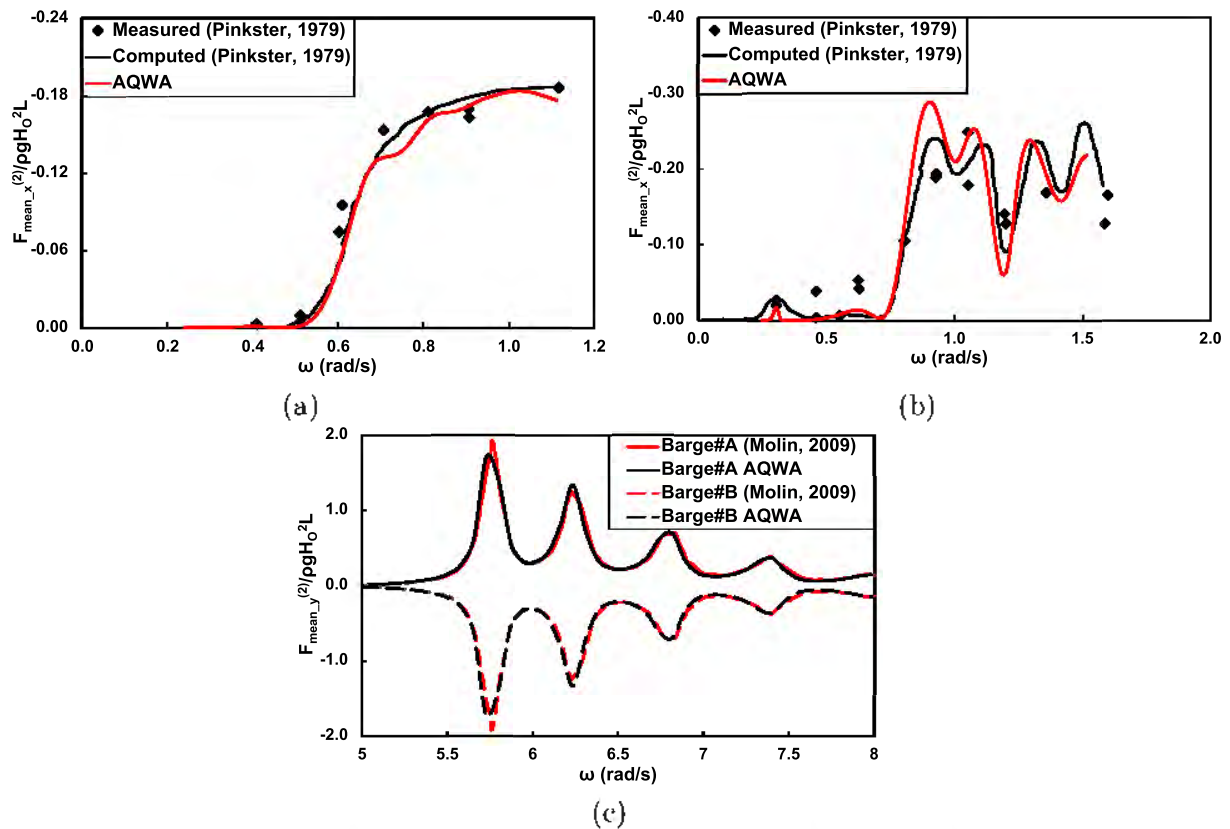 -0.24
-0.18
-0.12
-0.06
0.00
F_mean_x^(2)/ρgH_O^2L
Measured (Pinkster, 1979)
Computed (Pinkster, 1979)
AQWA
0.0 0.2 0.4 0.6 0.8 1.0 1.2
ω (rad/s)
(a)
-0.40
-0.30
-0.20
-0.10
0.00
F_mean_x^(2)/ρgH_O^2L
Measured (Pinkster, 1979)
Computed (Pinkster, 1979)
AQWA
0.0 0.5 1.0 1.5 2.0
ω (rad/s)
(b)
2.0
1.0
0.0
-1.0
-2.0
F_mean_y^(2)/ρgH_O^2L
Barge#A (Molin, 2009)
Barge#A AQWA
Barge#B (Molin, 2009)
Barge#B AQWA
5 5.5 6 6.5 7 7.5 8
ω (rad/s)
(c)